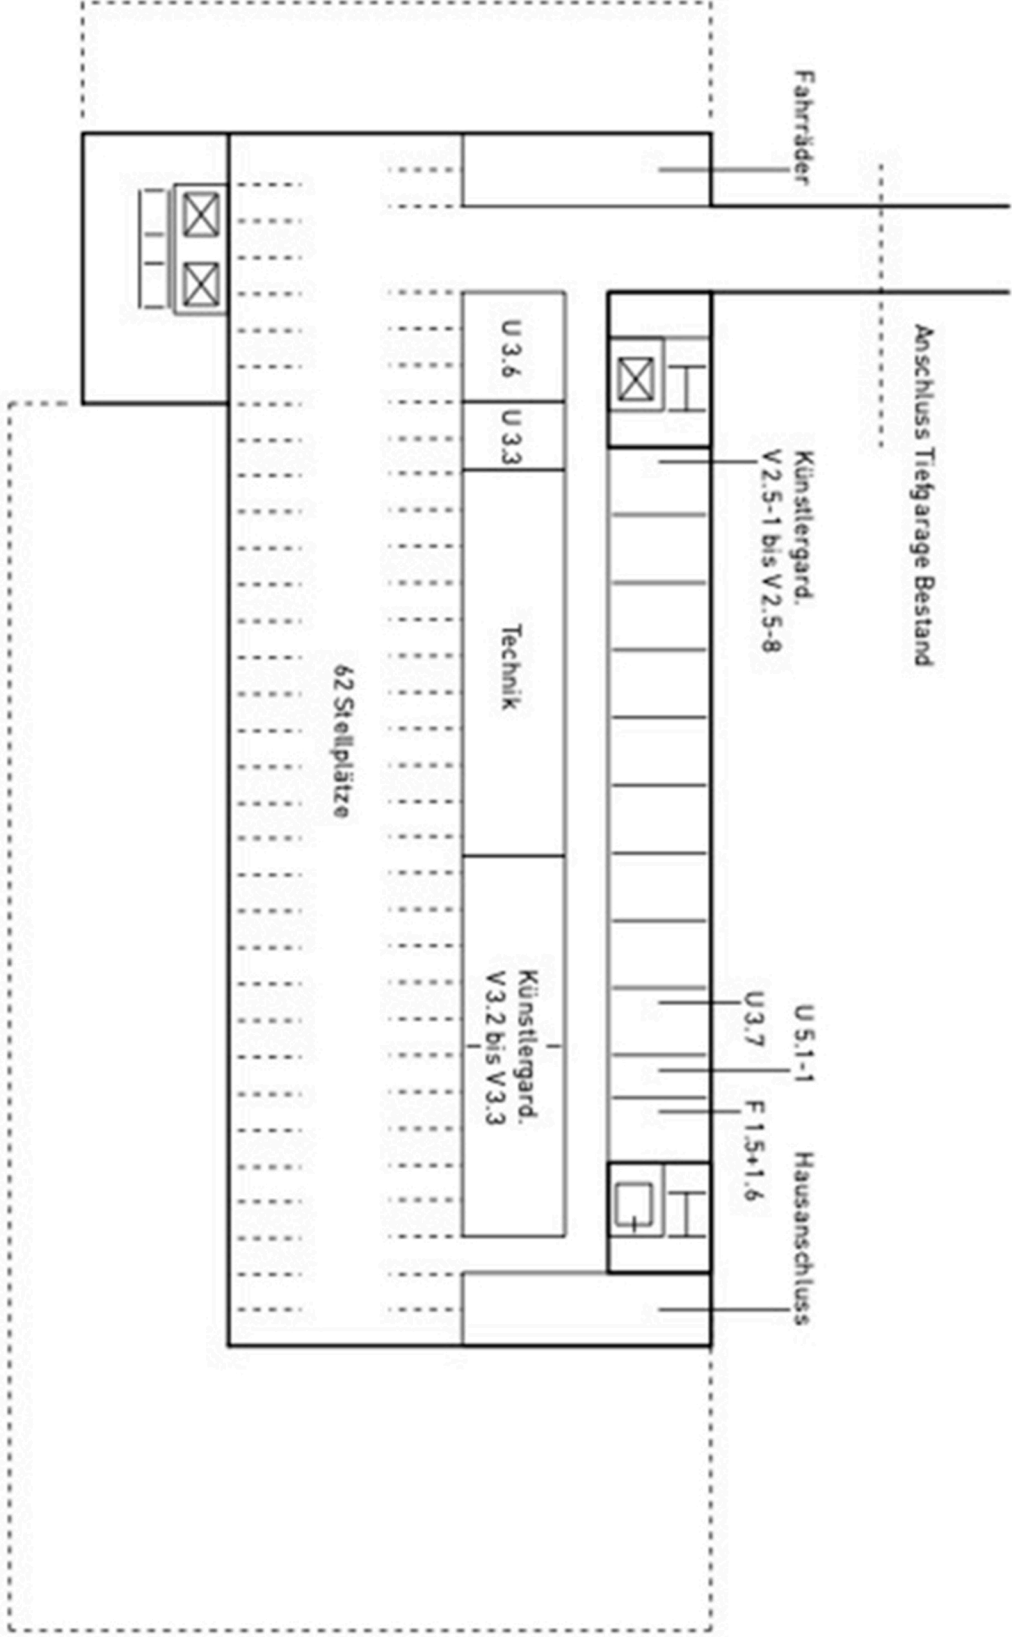 Anschluss Tiefgarage Bestand
Fahrräder
Künstlergard.
V 2.5-1 bis V 2.5-8
U 5.1-1
Hausanschluss
U 3.7
F 1.5+1.6
U 3.6
U 3.3
Technik
Künstlergard.
V 3.2 bis V 3.3
62 Stellplätze